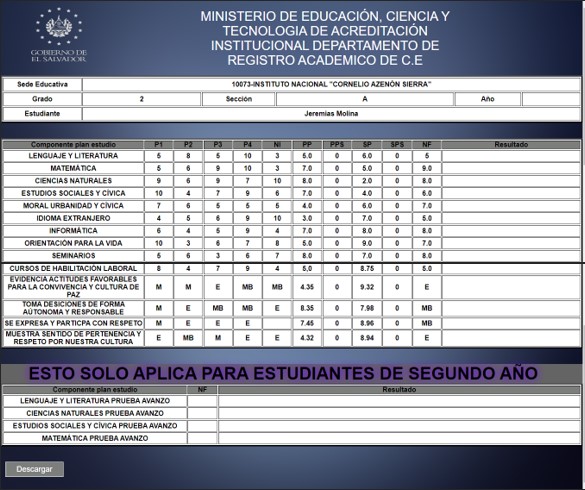 MINISTERIO DE EDUCACIÓN, CIENCIA Y
TECNOLOGIA DE ACREDITACIÓN
INSTITUCIONAL DEPARTAMENTO DE
REGISTRO ACADEMICO DE C.E
GOBIERNO DE
EL SALVADOR
Sede Educativa 10073-INSTITUTO NACIONAL "CORNELIO AZENÓN SIERRA"
Grado 2 Sección A Año
Estudiante Jeremias Molina
Componente plan estudio P1 P2 P3 P4 NI PP PPS SP SPS NF Resultado
LENGUAJE Y LITERATURA 5 8 5 10 3 5.0 0 6.0 0 5
MATEMÁTICA 5 6 9 10 3 7.0 0 5.0 0 9.0
CIENCIAS NATURALES 9 6 9 7 10 8.0 0 2.0 0 8.0
ESTUDIOS SOCIALES Y CÍVICA 10 4 7 9 6 7.0 0 4.0 0 6.0
MORAL URBANIDAD Y CÍVICA 7 6 5 5 5 4.0 0 6.0 0 7.0
IDIOMA EXTRANJERO 4 5 6 9 10 3.0 0 7.0 0 5.0
INFORMÁTICA 6 4 5 9 4 7.0 0 8.0 0 8.0
ORIENTACIÓN PARA LA VIDA 10 3 6 7 8 5.0 0 9.0 0 7.0
SEMINARIOS 5 6 3 6 7 8.0 0 7.0 0 8.0
CURSOS DE HABILITACIÓN LABORAL 8 4 7 9 4 5,0 0 8.75 0 5.0
EVIDENCIA ACTITUDES FAVORABLES
PARA LA CONVIVENCIA Y CULTURA DE
PAZ M M E MB MB 4.35 0 9.32 0 E
TOMA DESICIONES DE FORMA
AUTONOMA Y RESPONSABLE M E MB MB E 8.35 0 7.98 0 MB
SE EXPRESA Y PARTICPA CON RESPETO M E E E 7.45 0 8.96 0 MB
MUESTRA SENTIDO DE PERTENENCIA Y
RESPETO POR NUESTRA CULTURA E MB M E E 4.32 0 8.94 0 E
ESTO SOLO APLICA PARA ESTUDIANTES DE SEGUNDO AÑO
Componente plan estudio NF Resultado
LENGUAJE Y LITERATURA PRUEBA AVANZO
CIENCIAS NATURALES PRUEBA AVANZO
ESTUDIOS SOCIALES Y CÍVICA PRUEBA AVANZO
MATEMÁTICA PRUEBA AVANZO
Descargar